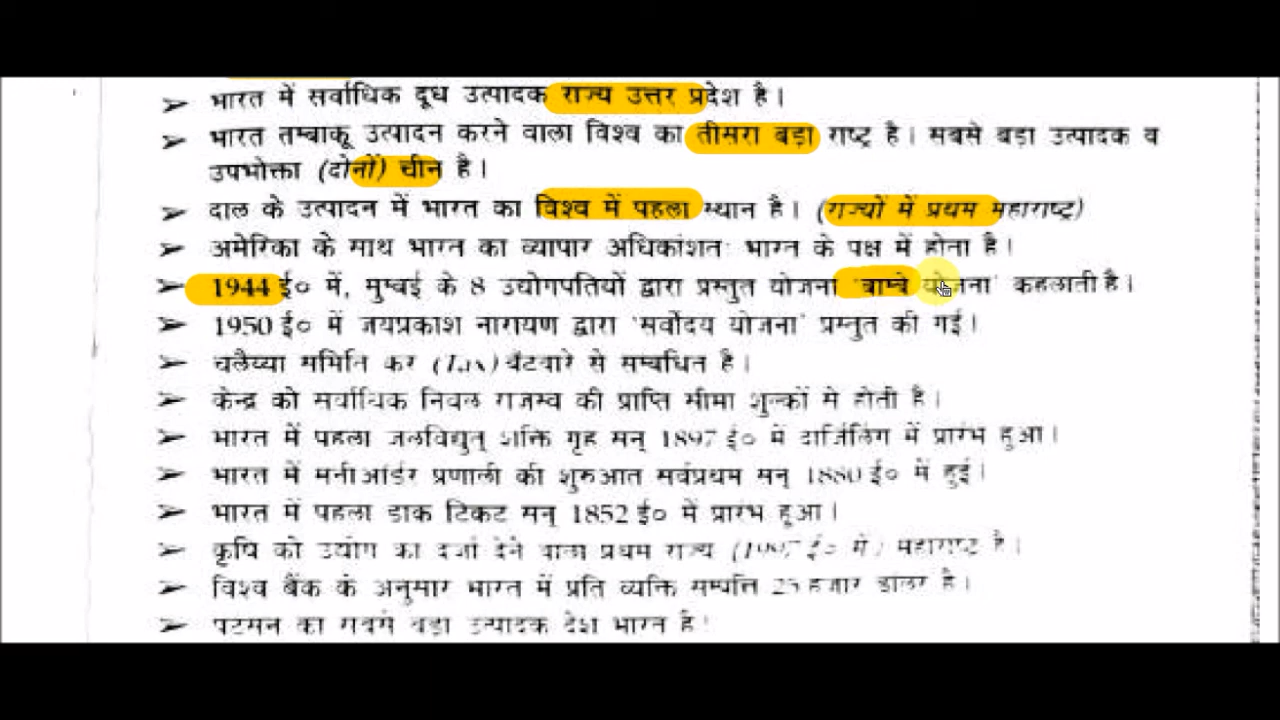 ➢ भारत में सर्वाधिक दूध उत्पादक राज्य उत्तर प्रदेश है।
➢ भारत तम्बाकू उत्पादन करने वाला विश्व का तीसरा बड़ा राष्ट्र है। सबसे बड़ा उत्पादक व
उपभोक्ता (दोनों) चीन है।
➢ दाल के उत्पादन में भारत का विश्व में पहला स्थान है। (राज्यों में प्रथम महाराष्ट्र)
➢ अमेरिका के साथ भारत का व्यापार अधिकांशतः भारत के पक्ष में होता है।
➢ 1944 ई० में, मुम्बई के 8 उद्योगपतियों द्वारा प्रस्तुत योजना 'बाम्बे योजना' कहलाती है।
➢ 1950 ई० में जयप्रकाश नारायण द्वारा 'सर्वोदय योजना' प्रस्तुत की गई।
➢ चलैय्या समिति कर (Tax) बँटवारे से सम्बंधित है।
➢ केन्द्र को सर्वाधिक निवल राजस्व की प्राप्ति सीमा शुल्कों से होती है।
➢ भारत में पहला जलविद्युत् शक्ति गृह सन् 1897 ई० में दार्जिलिंग में प्रारंभ हुआ।
➢ भारत में मनीआर्डर प्रणाली की शुरुआत सर्वप्रथम सन् 1880 ई० में हुई।
➢ भारत में पहला डाक टिकट सन् 1852 ई० में प्रारंभ हुआ।
➢ कृषि को उद्योग का दर्जा देने वाला प्रथम राज्य (1997 ई० में) महाराष्ट्र है।
➢ विश्व बैंक के अनुसार भारत में प्रति व्यक्ति सम्पत्ति 25 हजार डॉलर है।
➢ पटसन का सबसे बड़ा उत्पादक देश भारत है।